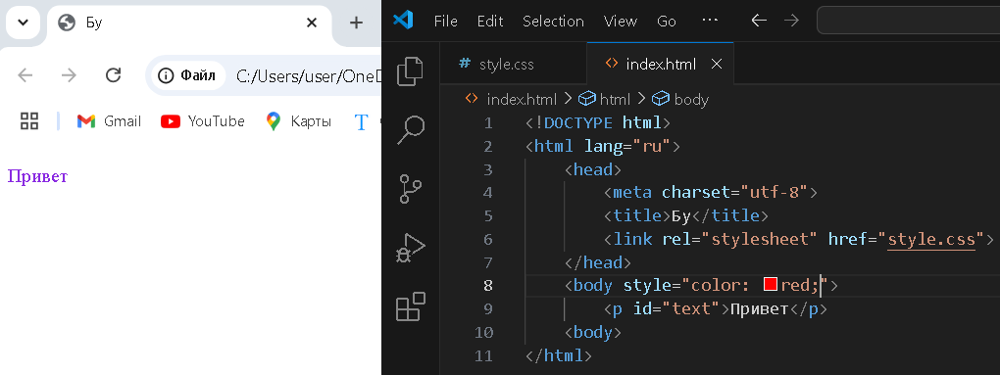 Бу
Файл C:/Users/user/OneD
Gmail YouTube Карты
Привет
File Edit Selection View Go ...
# style.css <> index.html
<> index.html > html > body
1 <!DOCTYPE html>
2 <html lang="ru">
3 <head>
4 <meta charset="utf-8">
5 <title>Бу</title>
6 <link rel="stylesheet" href="style.css">
7 </head>
8 <body style="color: red;">
9 <p id="text">Привет</p>
10 <body>
11 </html>